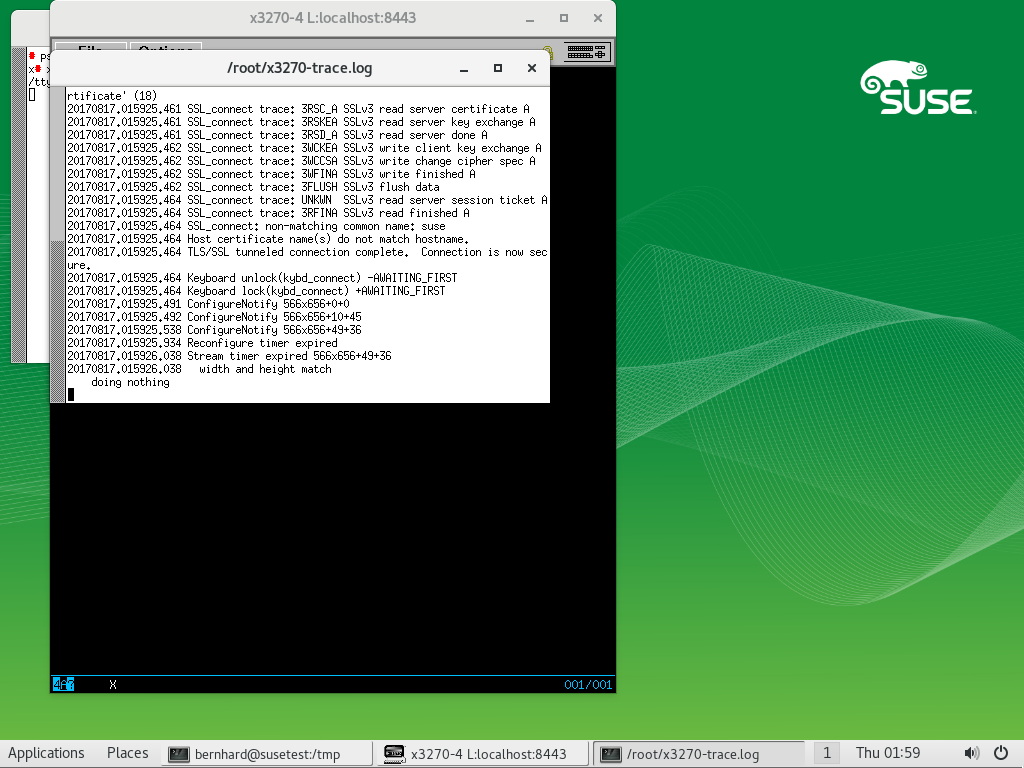 x3270-4 L:localhost:8443
File Options
/root/x3270-trace.log
ps
x
/tty
rtificate' (18)
20170817.015925.461 SSL_connect trace: 3RSC_A SSLv3 read server certificate A
20170817.015925.461 SSL_connect trace: 3RSKEA SSLv3 read server key exchange A
20170817.015925.461 SSL_connect trace: 3RSD_A SSLv3 read server done A
20170817.015925.462 SSL_connect trace: 3WCKEA SSLv3 write client key exchange A
20170817.015925.462 SSL_connect trace: 3WCCSA SSLv3 write change cipher spec A
20170817.015925.462 SSL_connect trace: 3WFINA SSLv3 write finished A
20170817.015925.462 SSL_connect trace: 3FLUSH SSLv3 flush data
20170817.015925.464 SSL_connect trace: UNKWN  SSLv3 read server session ticket A
20170817.015925.464 SSL_connect trace: 3RFINA SSLv3 read finished A
20170817.015925.464 SSL_connect: non-matching common name: suse
20170817.015925.464 Host certificate name(s) do not match hostname.
20170817.015925.464 TLS/SSL tunneled connection complete.  Connection is now sec
ure.
20170817.015925.464 Keyboard unlock(kybd_connect) -AWAITING_FIRST
20170817.015925.464 Keyboard lock(kybd_connect) +AWAITING_FIRST
20170817.015925.491 ConfigureNotify 566x656+0+0
20170817.015925.492 ConfigureNotify 566x656+10+45
20170817.015925.538 ConfigureNotify 566x656+49+36
20170817.015925.934 Reconfigure timer expired
20170817.015926.038 Stream timer expired 566x656+49+36
20170817.015926.038   width and height match
    doing nothing
SUSE
4A? X 001/001
Applications Places bernhard@susetest:/tmp x3270-4 L:localhost:8443 /root/x3270-trace.log 1 Thu 01:59